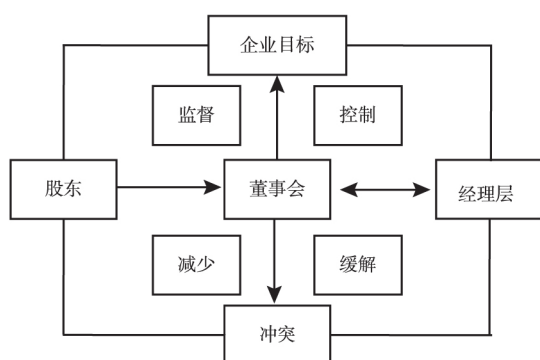 企业目标
监督
控制
股东
董事会
经理层
减少
缓解
冲突